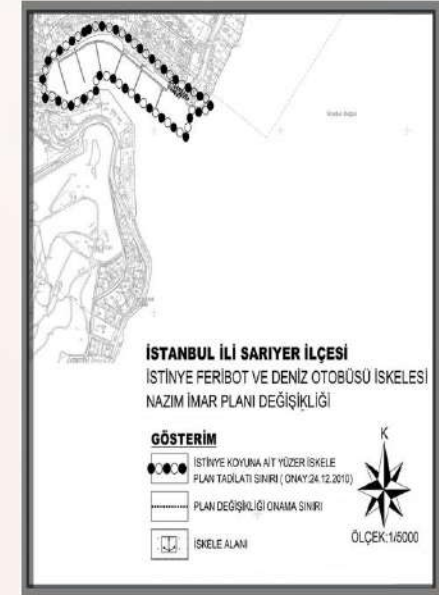 İstanbul Boğazı
İSTANBUL İLİ SARIYER İLÇESİ
İSTİNYE FERİBOT VE DENİZ OTOBÜSÜ İSKELESİ
NAZIM İMAR PLANI DEĞİŞİKLİĞİ
GÖSTERİM
İSTİNYE KOYUNA AİT YÜZER İSKELE
PLAN TADİLATI SINIRI ( ONAY:24.12.2010)
PLAN DEĞİŞİKLİĞİ ONAMA SINIRI
İSKELE ALANI
K
ÖLÇEK:1/5000